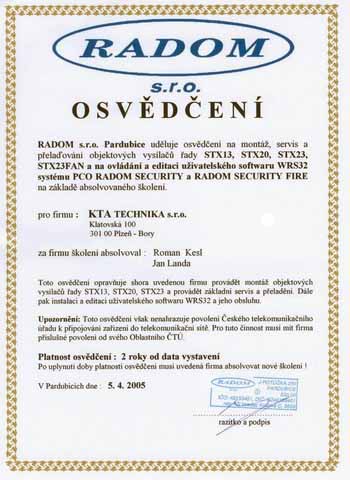 RADOM
s.r.o.
OSVĚDČENÍ
RADOM s.r.o. Pardubice uděluje osvědčení na montáž, servis a
přelaďování objektových vysílačů řady STX13, STX20, STX23,
STX23FAN a na ovládání a editaci uživatelského softwaru WRS32
systému PCO RADOM SECURITY a RADOM SECURITY FIRE
na základě absolvovaného školení.
pro firmu : KTA TECHNIKA s.r.o.
Klatovská 100
301 00 Plzeň - Bory
za firmu školení absolvoval : Roman Kesl
Jan Landa
Toto osvědčení opravňuje shora uvedenou firmu provádět montáž objektových
vysílačů řady STX13, STX20, STX23 a provádět základní servis a přeladění. Dále
pak instalaci a editaci uživatelského softwaru WRS32 a jeho obsluhu.
Upozornění: Toto osvědčení však nenahrazuje povolení Českého telekomunikačního
úřadu k připojování zařízení do telekomunikační sítě. Pro tuto činnost musí mít firma
příslušné povolení od svého Oblastního ČTÚ.
Platnost osvědčení : 2 roky od data vystavení
Po uplynutí doby platnosti osvědčení musí uvedená firma absolvovat nové školení !
V Pardubicích dne : 5. 4. 2005
RADOM
s.r.o.
PARDUBICE
razítko a podpis